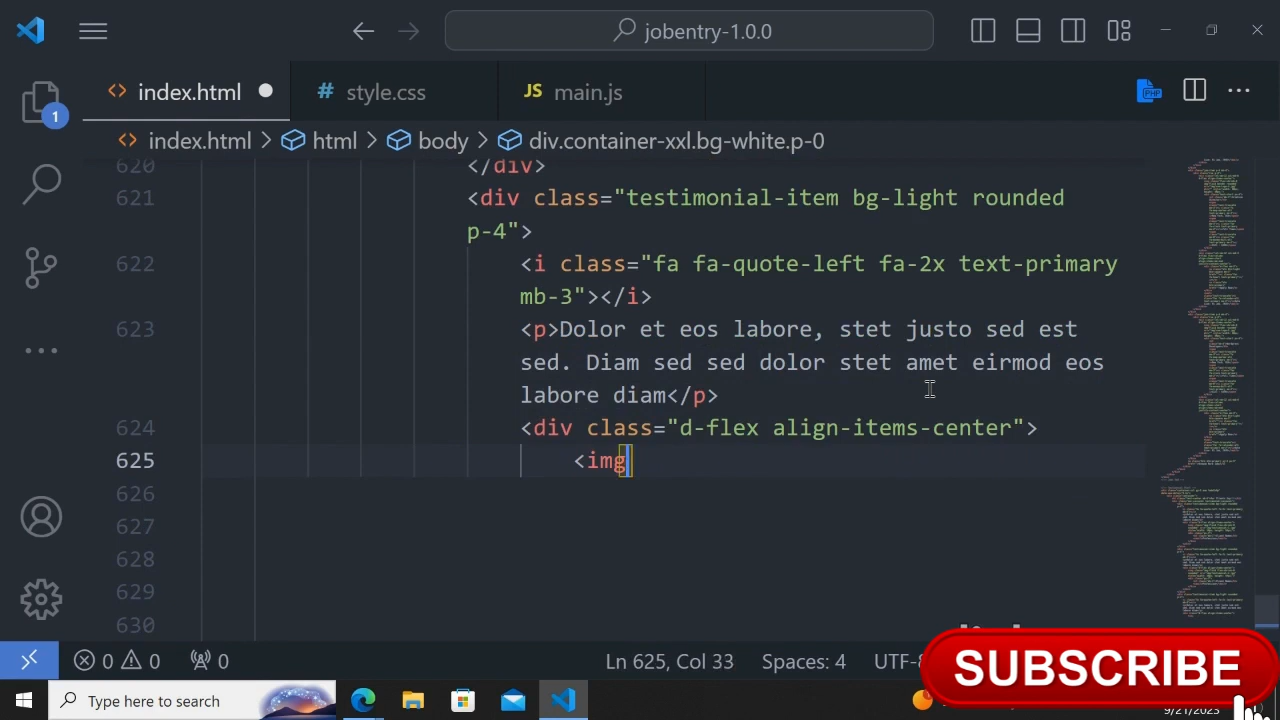 jobentry-1.0.0
index.html
# style.css
JS main.js
index.html > html > body > div.container-xxl.bg-white.p-0
1
620 </div>
621 <div class="testimonial-item bg-light rounded
p-4">
622 <i class="fa fa-quote-left fa-2x text-primary
mb-3"></i>
623 <p>Dolor et eos labore, stet justo sed est
sed. Diam sed sed dolor stet amet eirmod eos
labore diam</p>
624 <div class="d-flex align-items-center">
625 <img
626
627
628
629
630
0 0 0
Ln 625, Col 33
Spaces: 4
SUBSCRIBE
Type here to search
9/21/2023